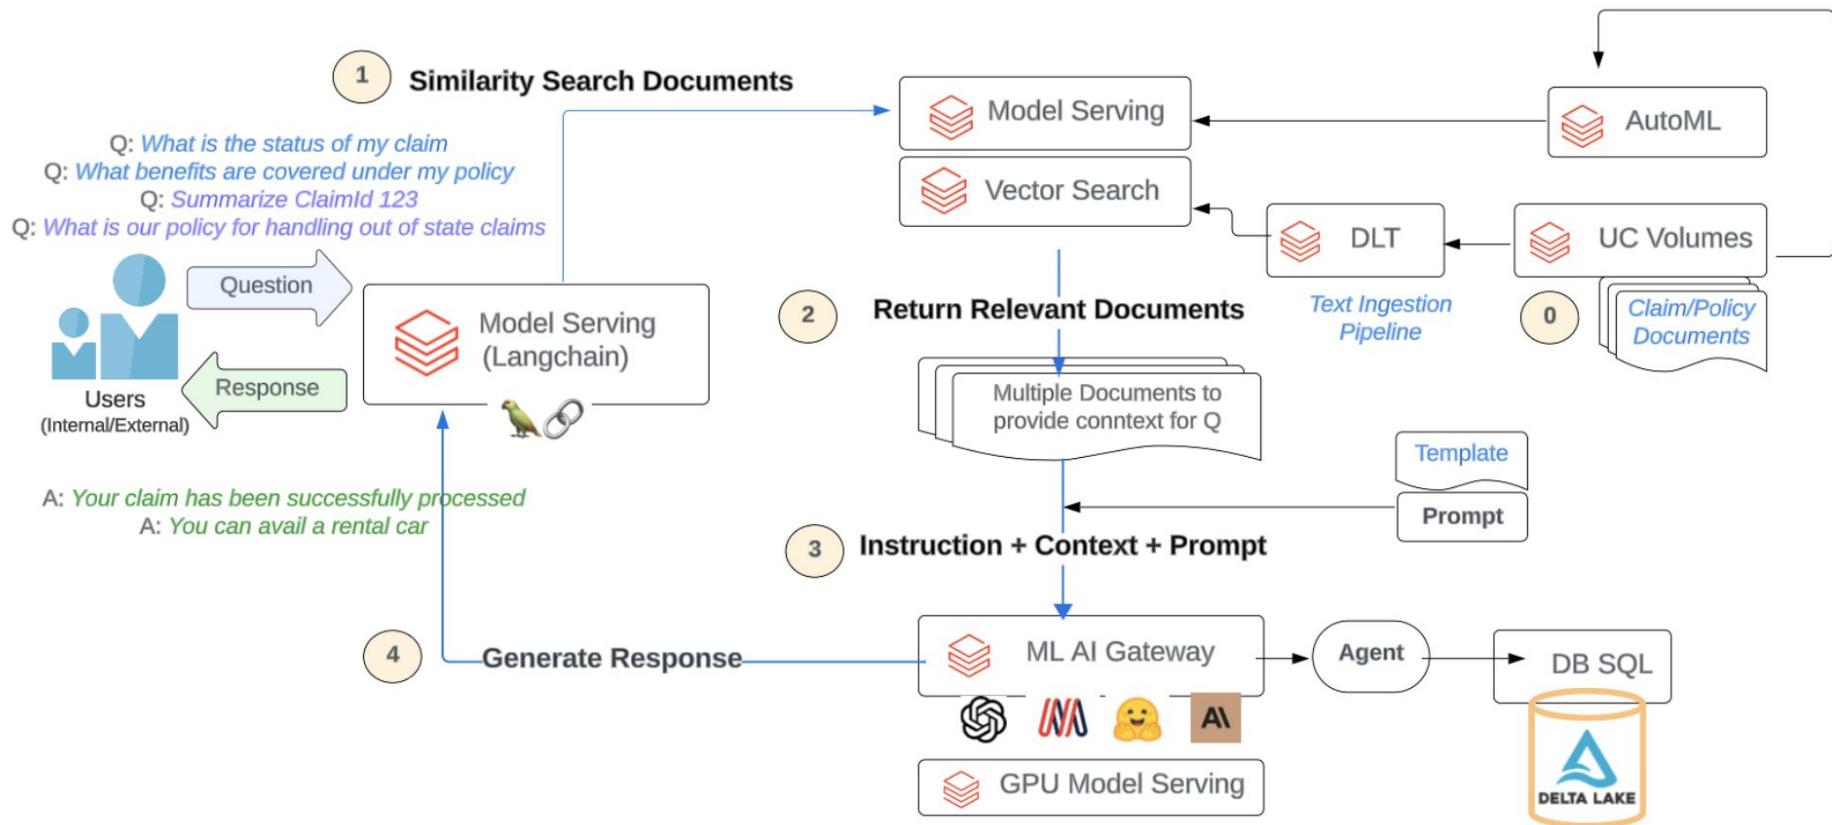 1
Similarity Search Documents
Q: What is the status of my claim
Q: What benefits are covered under my policy
Q: Summarize ClaimId 123
Q: What is our policy for handling out of state claims
Question
Response
Users
(Internal/External)
Model Serving
(Langchain)
A: Your claim has been successfully processed
A: You can avail a rental car
Model Serving
Vector Search
AutoML
DLT
UC Volumes
Text Ingestion
Pipeline
0
Claim/Policy
Documents
2
Return Relevant Documents
Multiple Documents to
provide conntext for Q
Template
Prompt
3
Instruction + Context + Prompt
4
Generate Response
ML AI Gateway
Agent
DB SQL
GPU Model Serving
DELTA LAKE